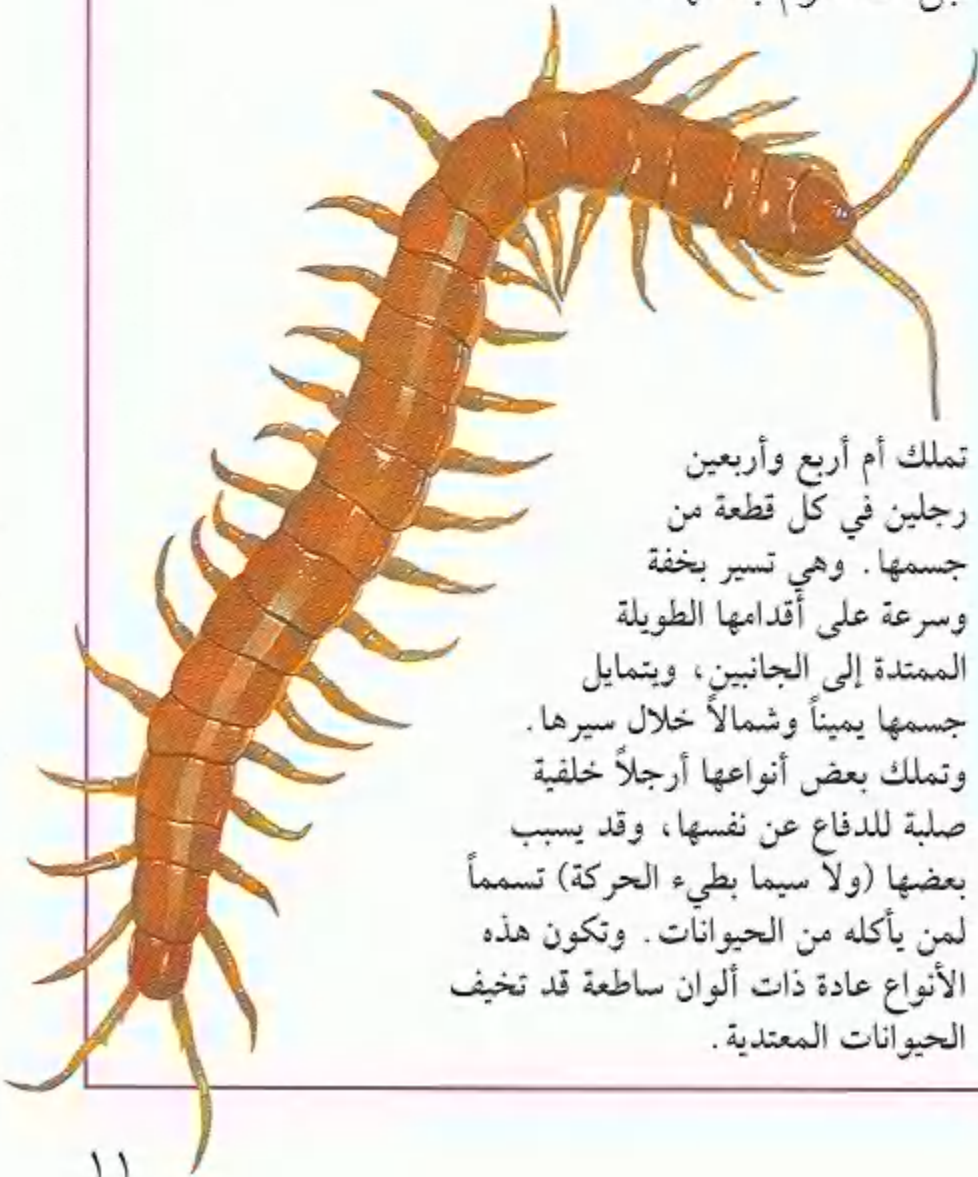 تملك أم أربع وأربعين
رجلين في كل قطعة من
جسمها. وهي تسير بخفة
وسرعة على أقدامها الطويلة
الممتدة إلى الجانبين، ويتمايل
جسمها يميناً وشمالاً خلال سيرها.
وتملك بعض أنواعها أرجلاً خلفية
صلبة للدفاع عن نفسها، وقد يسبب
بعضها (ولا سيما بطيء الحركة) تسمماً
لمن يأكله من الحيوانات. وتكون هذه
الأنواع عادة ذات ألوان ساطعة قد تخيف
الحيوانات المعتدية.
١١